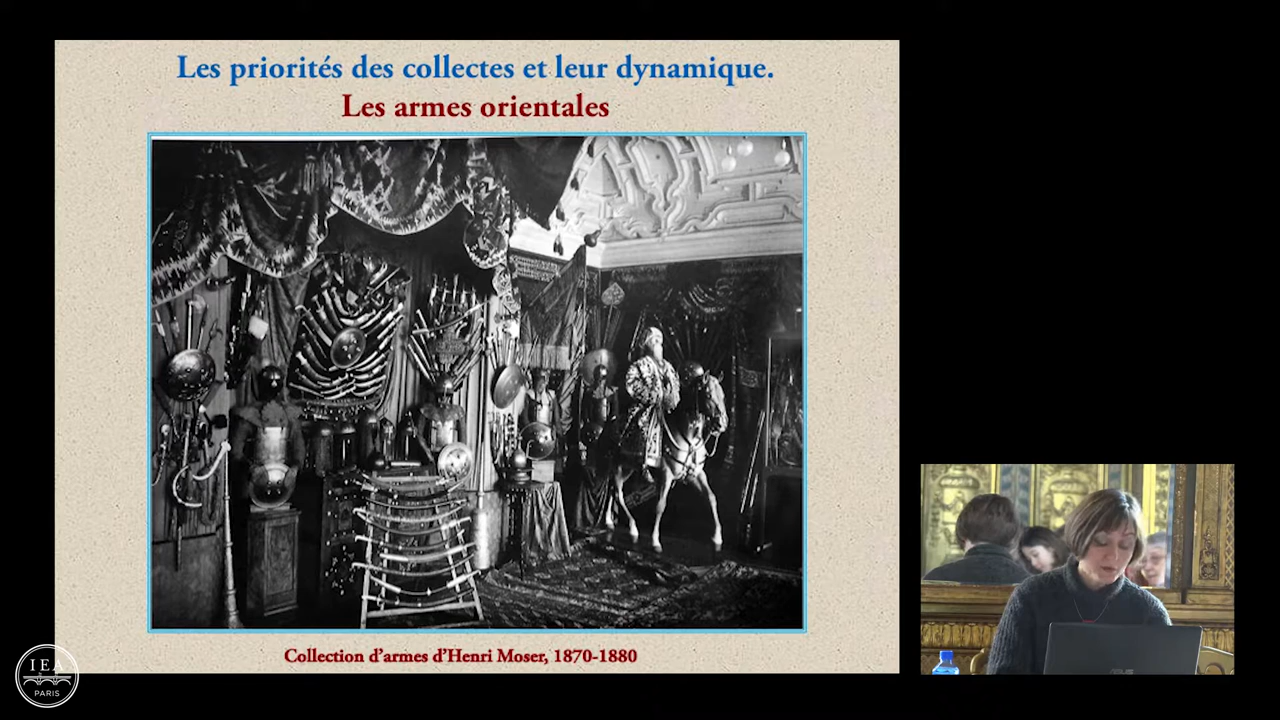 Les priorités des collectes et leur dynamique.
Les armes orientales
Collection d'armes d'Henri Moser, 1870-1880
IEA
PARIS